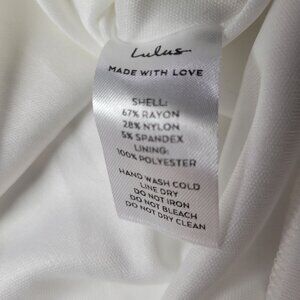 Lulus
MADE WITH LOVE
SHELL:
67% RAYON
28% NYLON
5% SPANDEX
LINING:
100% POLYESTER
HAND WASH COLD
LINE DRY
DO NOT IRON
DO NOT BLEACH
DO NOT DRY CLEAN